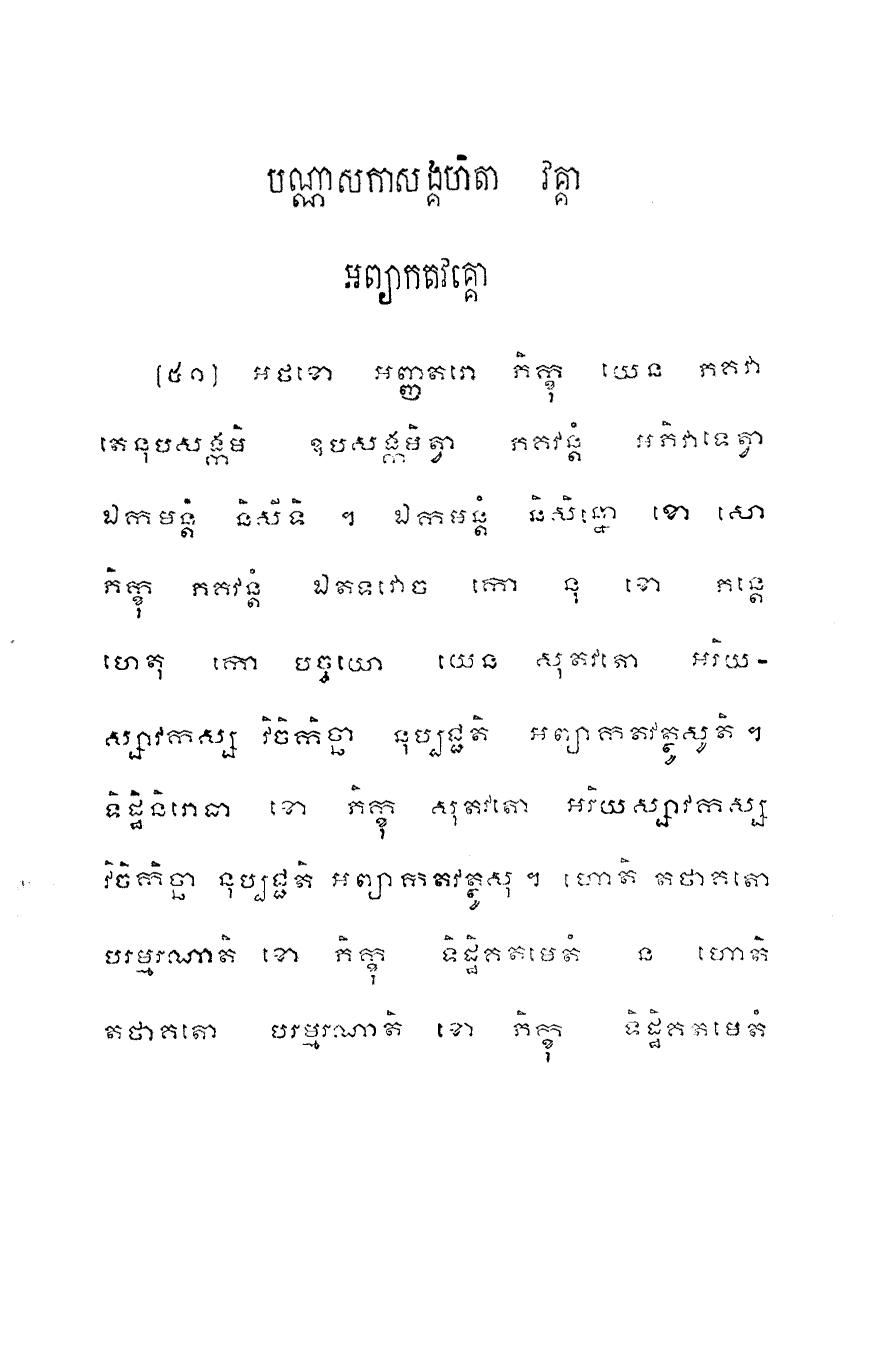 បណ្ណាសកាសង្គហិតា វគ្គា
អព្យាកតវគ្គោ
[៥១] អថខោ អញ្ញតរោ ភិក្ខុ យេន ភគវា
តេនុបសង្កមិ ឧបសង្កមិត្វា ភគវន្តំ អភិវាទេត្វា
ឯកមន្តំ និសីទិ ។ ឯកមន្តំ និសិន្នោ ខោ សោ
ភិក្ខុ ភគវន្តំ ឯតទវោច កោ នុ ខោ ភន្តេ
ហេតុ កោ បច្ចយោ យេន សុតវតោ អរិយ-
ស្សាវកស្ស វិចិកិច្ឆា នុប្បជ្ជតិ អព្យាកតវត្ថូសូតិ ។
ទិដ្ឋិនិរោធា ខោ ភិក្ខុ សុតវតោ អរិយស្សាវកស្ស
វិចិកិច្ឆា នុប្បជ្ជតិ អព្យាកតវត្ថូសុ ។ ហោតិ តថាគតោ
បរម្មរណាតិ ខោ ភិក្ខុ ទិដ្ឋិគតមេតំ ន ហោតិ
តថាគតោ បរម្មរណាតិ ខោ ភិក្ខុ ទិដ្ឋិគតមេតំ